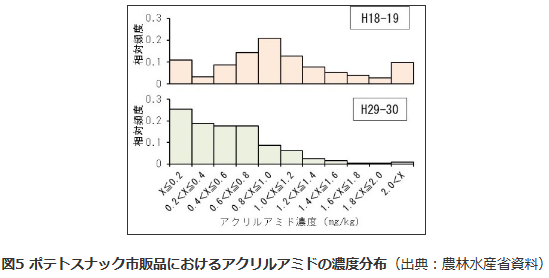 H18-19
相対頻度
0.3
0.2
0.1
0
H29-30
相対頻度
0.3
0.2
0.1
0
X≦0.2
0.2<X≦0.4
0.4<X≦0.6
0.6<X≦0.8
0.8<X≦1.0
1.0<X≦1.2
1.2<X≦1.4
1.4<X≦1.6
1.6<X≦1.8
1.8<X≦2.0
2.0<X
アクリルアミド濃度 (mg/kg)
図5 ポテトスナック市販品におけるアクリルアミドの濃度分布（出典：農林水産省資料）